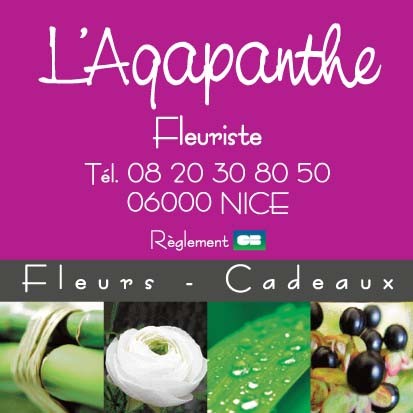 L'Agapanthe
Fleuriste
Tél. 08 20 30 80 50
06000 NICE
Règlement CB
Fleurs - Cadeaux